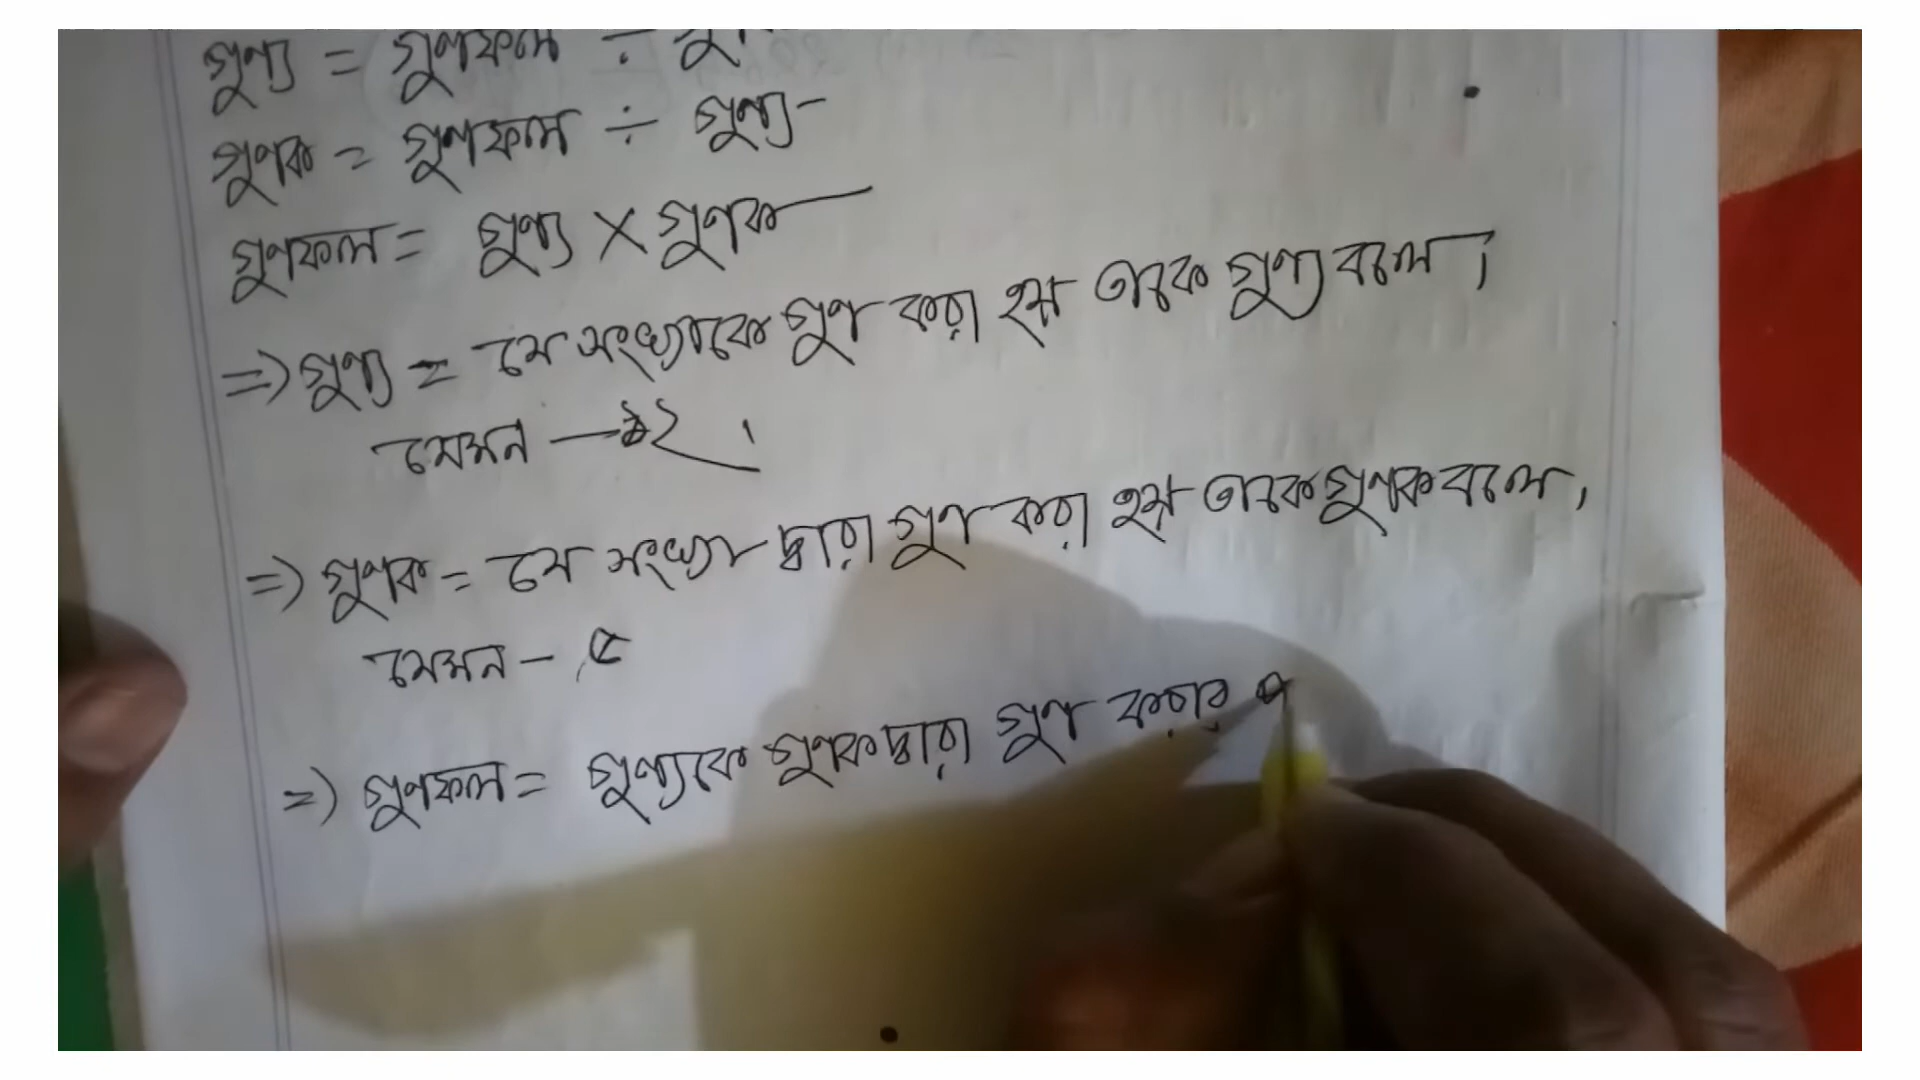 গুণ্য = গুণফল ÷
গুণক = গুণফল ÷ গুণ্য
গুণফল = গুণ্য × গুণক
=> গুণ্য = যে সংখ্যাকে গুণ করা হয় তাকে গুণ্য বলে।
যেমন — ১২।
=> গুণক = যে সংখ্যা দ্বারা গুণ করা হয় তাকে গুণক বলে।
যেমন - ৫
=> গুণফল = গুণ্যকে গুণক দ্বারা গুণ করার